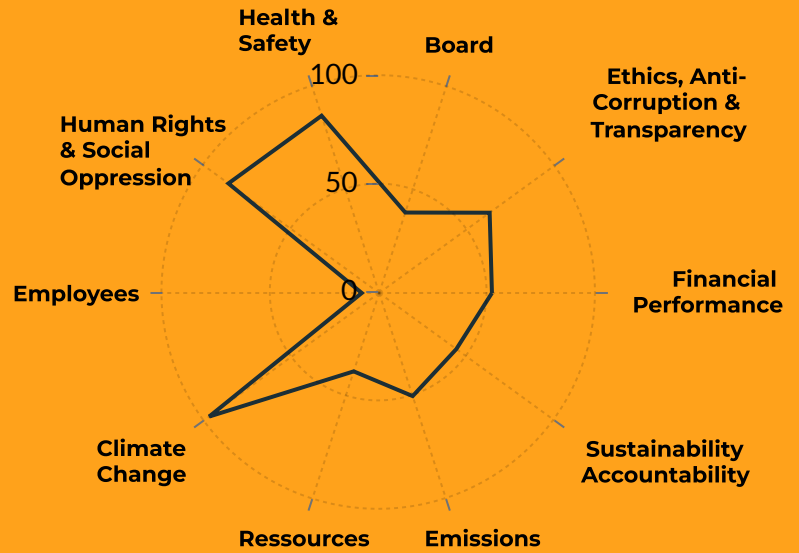 Health &
Safety
Board
100
Ethics, Anti-
Corruption &
Transparency
Human Rights
& Social
Oppression
50
Employees
0
Financial
Performance
Climate
Change
Sustainability
Accountability
Ressources
Emissions